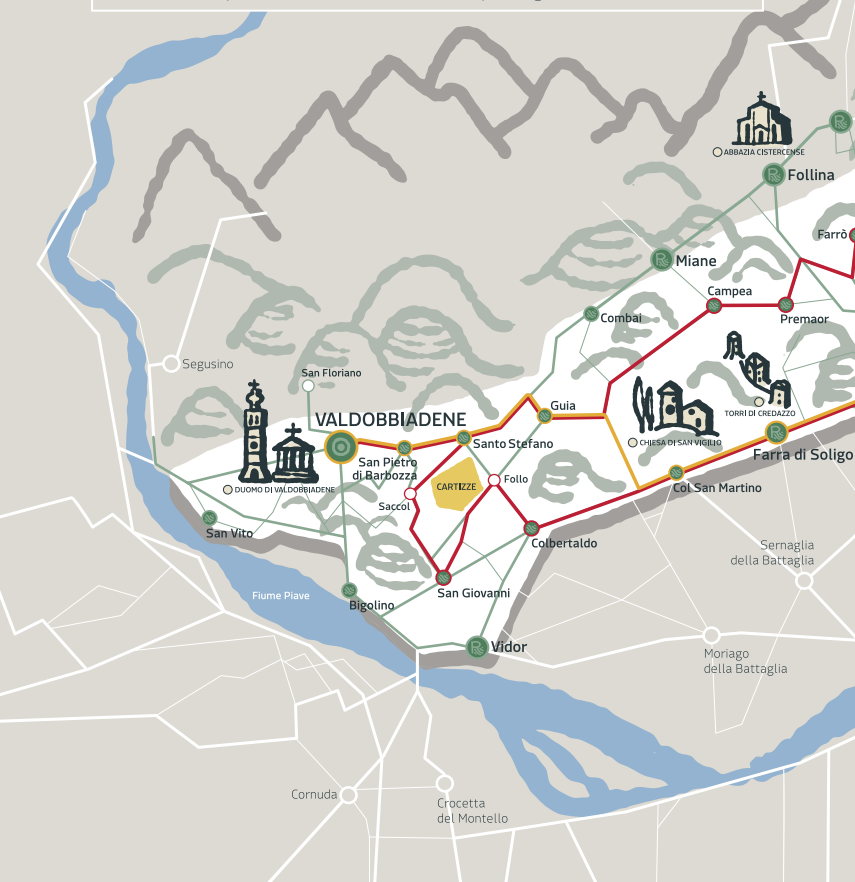 ABBAZIA CISTERCENSE
Follina
Farrò
Miane
Campea
Premaor
Combai
Segusino
San Floriano
TORRI DI CREDAZZO
Guia
VALDOBBIADENE
CHIESA DI SAN VIGILIO
Santo Stefano
Farra di Soligo
San Pietro
di Barbozza
Follo
CARTIZZE
DUOMO DI VALDOBBIADENE
Col San Martino
Saccol
San Vito
Colbertaldo
Sernaglia
della Battaglia
Fiume Piave
San Giovanni
Bigolino
Vidor
Moriago
della Battaglia
Cornuda
Crocetta
del Montello